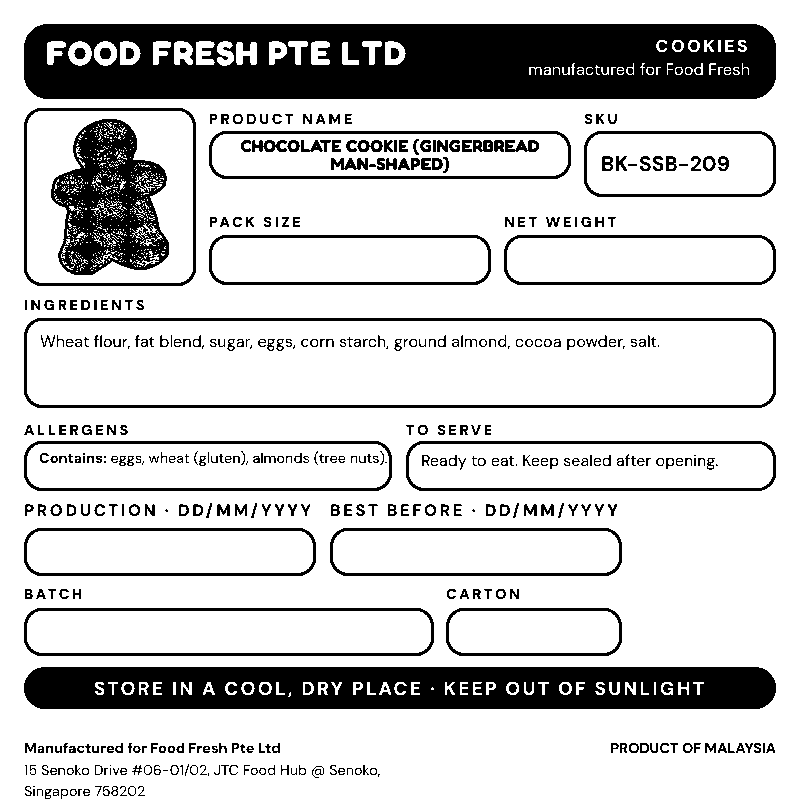 FOOD FRESH PTE LTD
COOKIES
manufactured for Food Fresh
PRODUCT NAME
CHOCOLATE COOKIE (GINGERBREAD
MAN-SHAPED)
SKU
BK-SSB-209
PACK SIZE
NET WEIGHT
INGREDIENTS
Wheat flour, fat blend, sugar, eggs, corn starch, ground almond, cocoa powder, salt.
ALLERGENS
Contains: eggs, wheat (gluten), almonds (tree nuts).
TO SERVE
Ready to eat. Keep sealed after opening.
PRODUCTION · DD/MM/YYYY
BEST BEFORE · DD/MM/YYYY
BATCH
CARTON
STORE IN A COOL, DRY PLACE · KEEP OUT OF SUNLIGHT
Manufactured for Food Fresh Pte Ltd
PRODUCT OF MALAYSIA
15 Senoko Drive #06-01/02, JTC Food Hub @ Senoko,
Singapore 758202